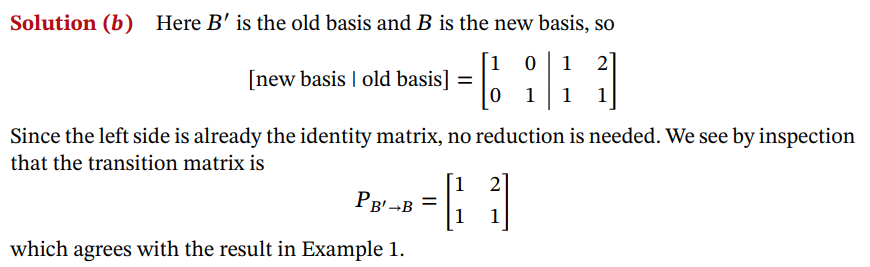 Solution (b) Here B′ is the old basis and B is the new basis, so
[new basis | old basis] = [1 0 | 1 2
0 1 | 1 1]
Since the left side is already the identity matrix, no reduction is needed. We see by inspection
that the transition matrix is
P_{B′→B} = [1 2
1 1]
which agrees with the result in Example 1.